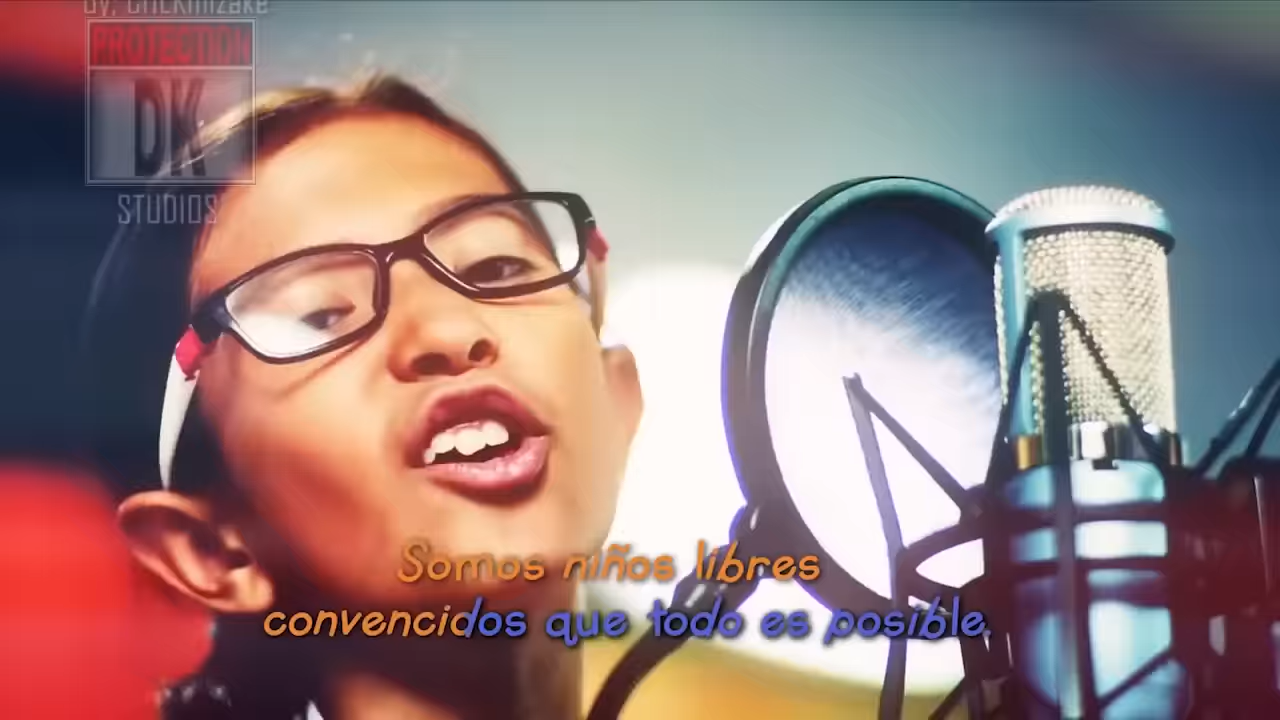 PROTECTION
DK
STUDIOS
Somos niños libres
convencidos que todo es posible